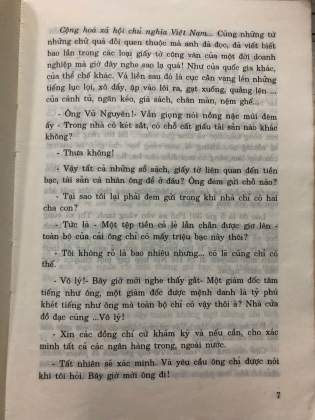 Cộng hoà xã hội chủ nghĩa Việt Nam... Cũng những từ
những chữ quá đỗi quen thuộc mà anh đã đọc, đã viết biết
bao lần trong các loại giấy tờ công văn của một đời doanh
nghiệp mà giờ đây nghe sao lạ quá! Như của quốc gia khác,
của thể chế khác. Và liền sau đó là cục cằn vang lên những
tiếng lục lọi, xô đẩy, ập vào lôi ra, gạt xuống, quẳng lên ...
của cánh tủ, ngăn kéo, giá sách, chăn màn, nệm ghế...
- Ông Vũ Nguyên!- Vẫn giọng nói nồng nặc mùi đêm
ấy - Trong nhà có két sắt, có chỗ cất giấu tài sản nào khác
không?
- Thưa không!
- Vậy tất cả những sổ sách, giấy tờ liên quan đến tiền
bạc, tài sản cá nhân ông để ở đâu? Ông đem gửi chỗ nào?
- Tại sao tôi lại phải đem gửi trong khi nhà chỉ có hai
cha con?
- Tức là - Một tệp tiền cả lẻ lẫn chẵn được giơ lên -
toàn bộ của cải ông chỉ có mấy triệu bạc này thôi?
- Tôi không rõ là bao nhiêu nhưng... có lẽ cũng chỉ có
thế.
- Vô lý!- Bây giờ mới nghe thấy gắt- Một giám đốc tăm
tiếng như ông, một giám đốc được mệnh danh là tỷ phú
khét tiếng như ông mà toàn bộ chỉ có vậy thôi à? Nhà cửa
đồ đạc cũng ...Vô lý!
- Xin các đồng chí cứ khám kỹ và nếu cần, cho xác
minh tất cả các ngân hàng trong, ngoài nước.
- Tất nhiên sẽ xác minh. Và yêu cầu ông chỉ được nói
khi tôi hỏi. Bây giờ mời ông đi!
7